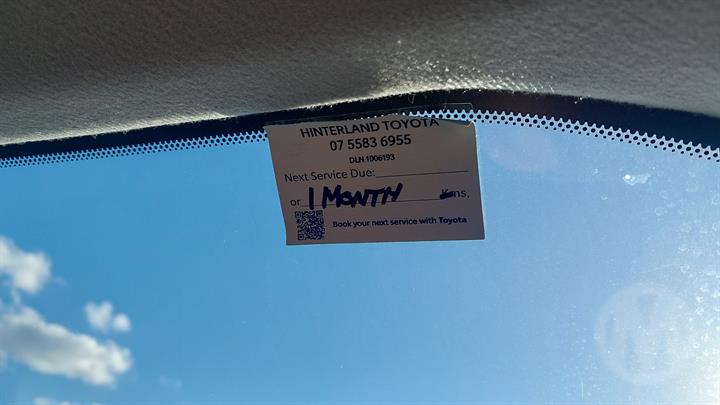 HINTERLAND TOYOTA
07 5583 6955
DLN 1006193
Next Service Due:
or 1 MONTH Kms,
Book your next service with Toyota